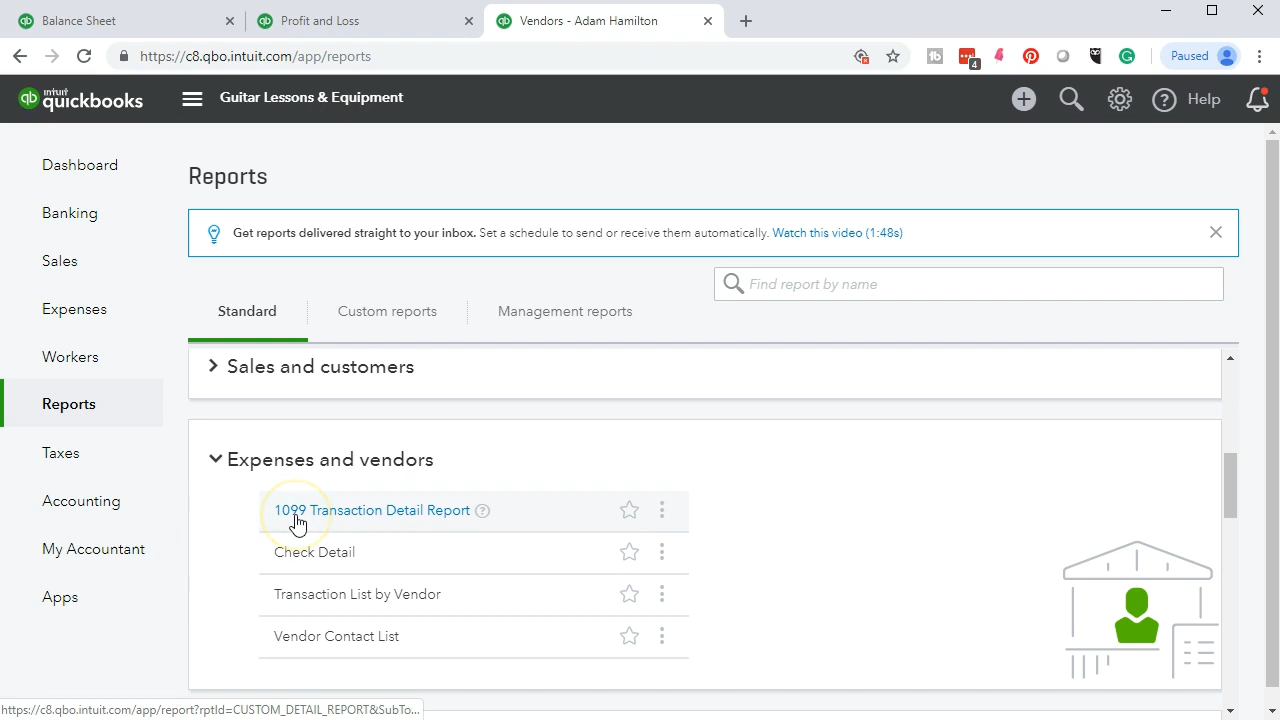 Balance Sheet
Profit and Loss
Vendors - Adam Hamilton
https://c8.qbo.intuit.com/app/reports
4
Paused
intuit quickbooks
Guitar Lessons & Equipment
Help
Dashboard
Banking
Sales
Expenses
Workers
Reports
Taxes
Accounting
My Accountant
Apps
Reports
Get reports delivered straight to your inbox. Set a schedule to send or receive them automatically. Watch this video (1:48s)
Find report by name
Standard
Custom reports
Management reports
Sales and customers
Expenses and vendors
1099 Transaction Detail Report
Check Detail
Transaction List by Vendor
Vendor Contact List
https://c8.qbo.intuit.com/app/report?rptId=CUSTOM_DETAIL_REPORT&SubTo...